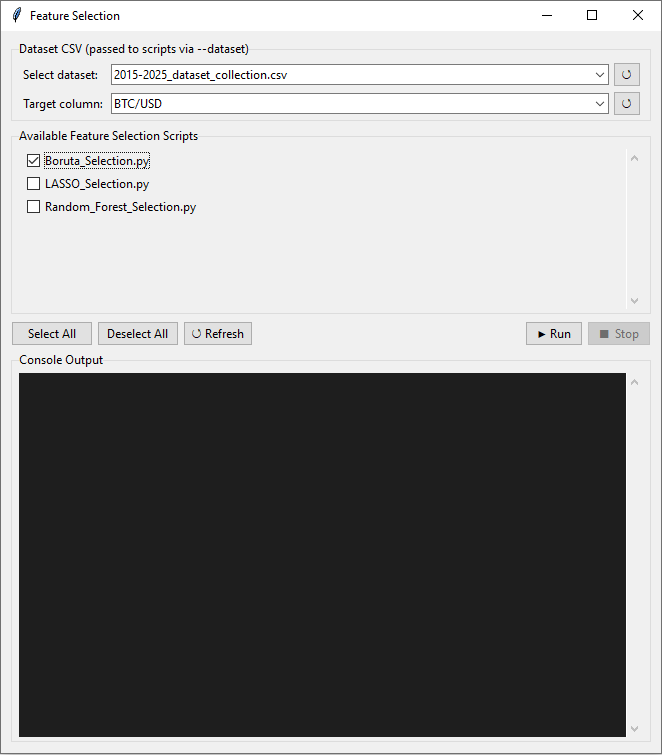 Feature Selection
Dataset CSV (passed to scripts via --dataset)
Select dataset: 2015-2025_dataset_collection.csv
Target column: BTC/USD
Available Feature Selection Scripts
Boruta_Selection.py
LASSO_Selection.py
Random_Forest_Selection.py
Select All Deselect All ↺ Refresh ▶ Run ■ Stop
Console Output